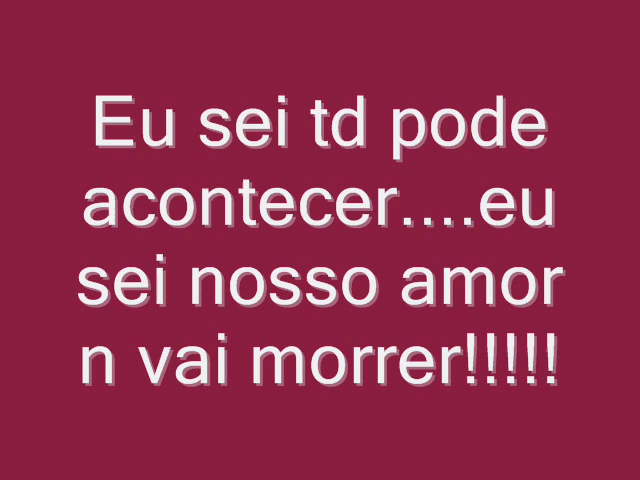 Eu sei td pode
acontecer....eu
sei nosso amor
n vai morrer!!!!!